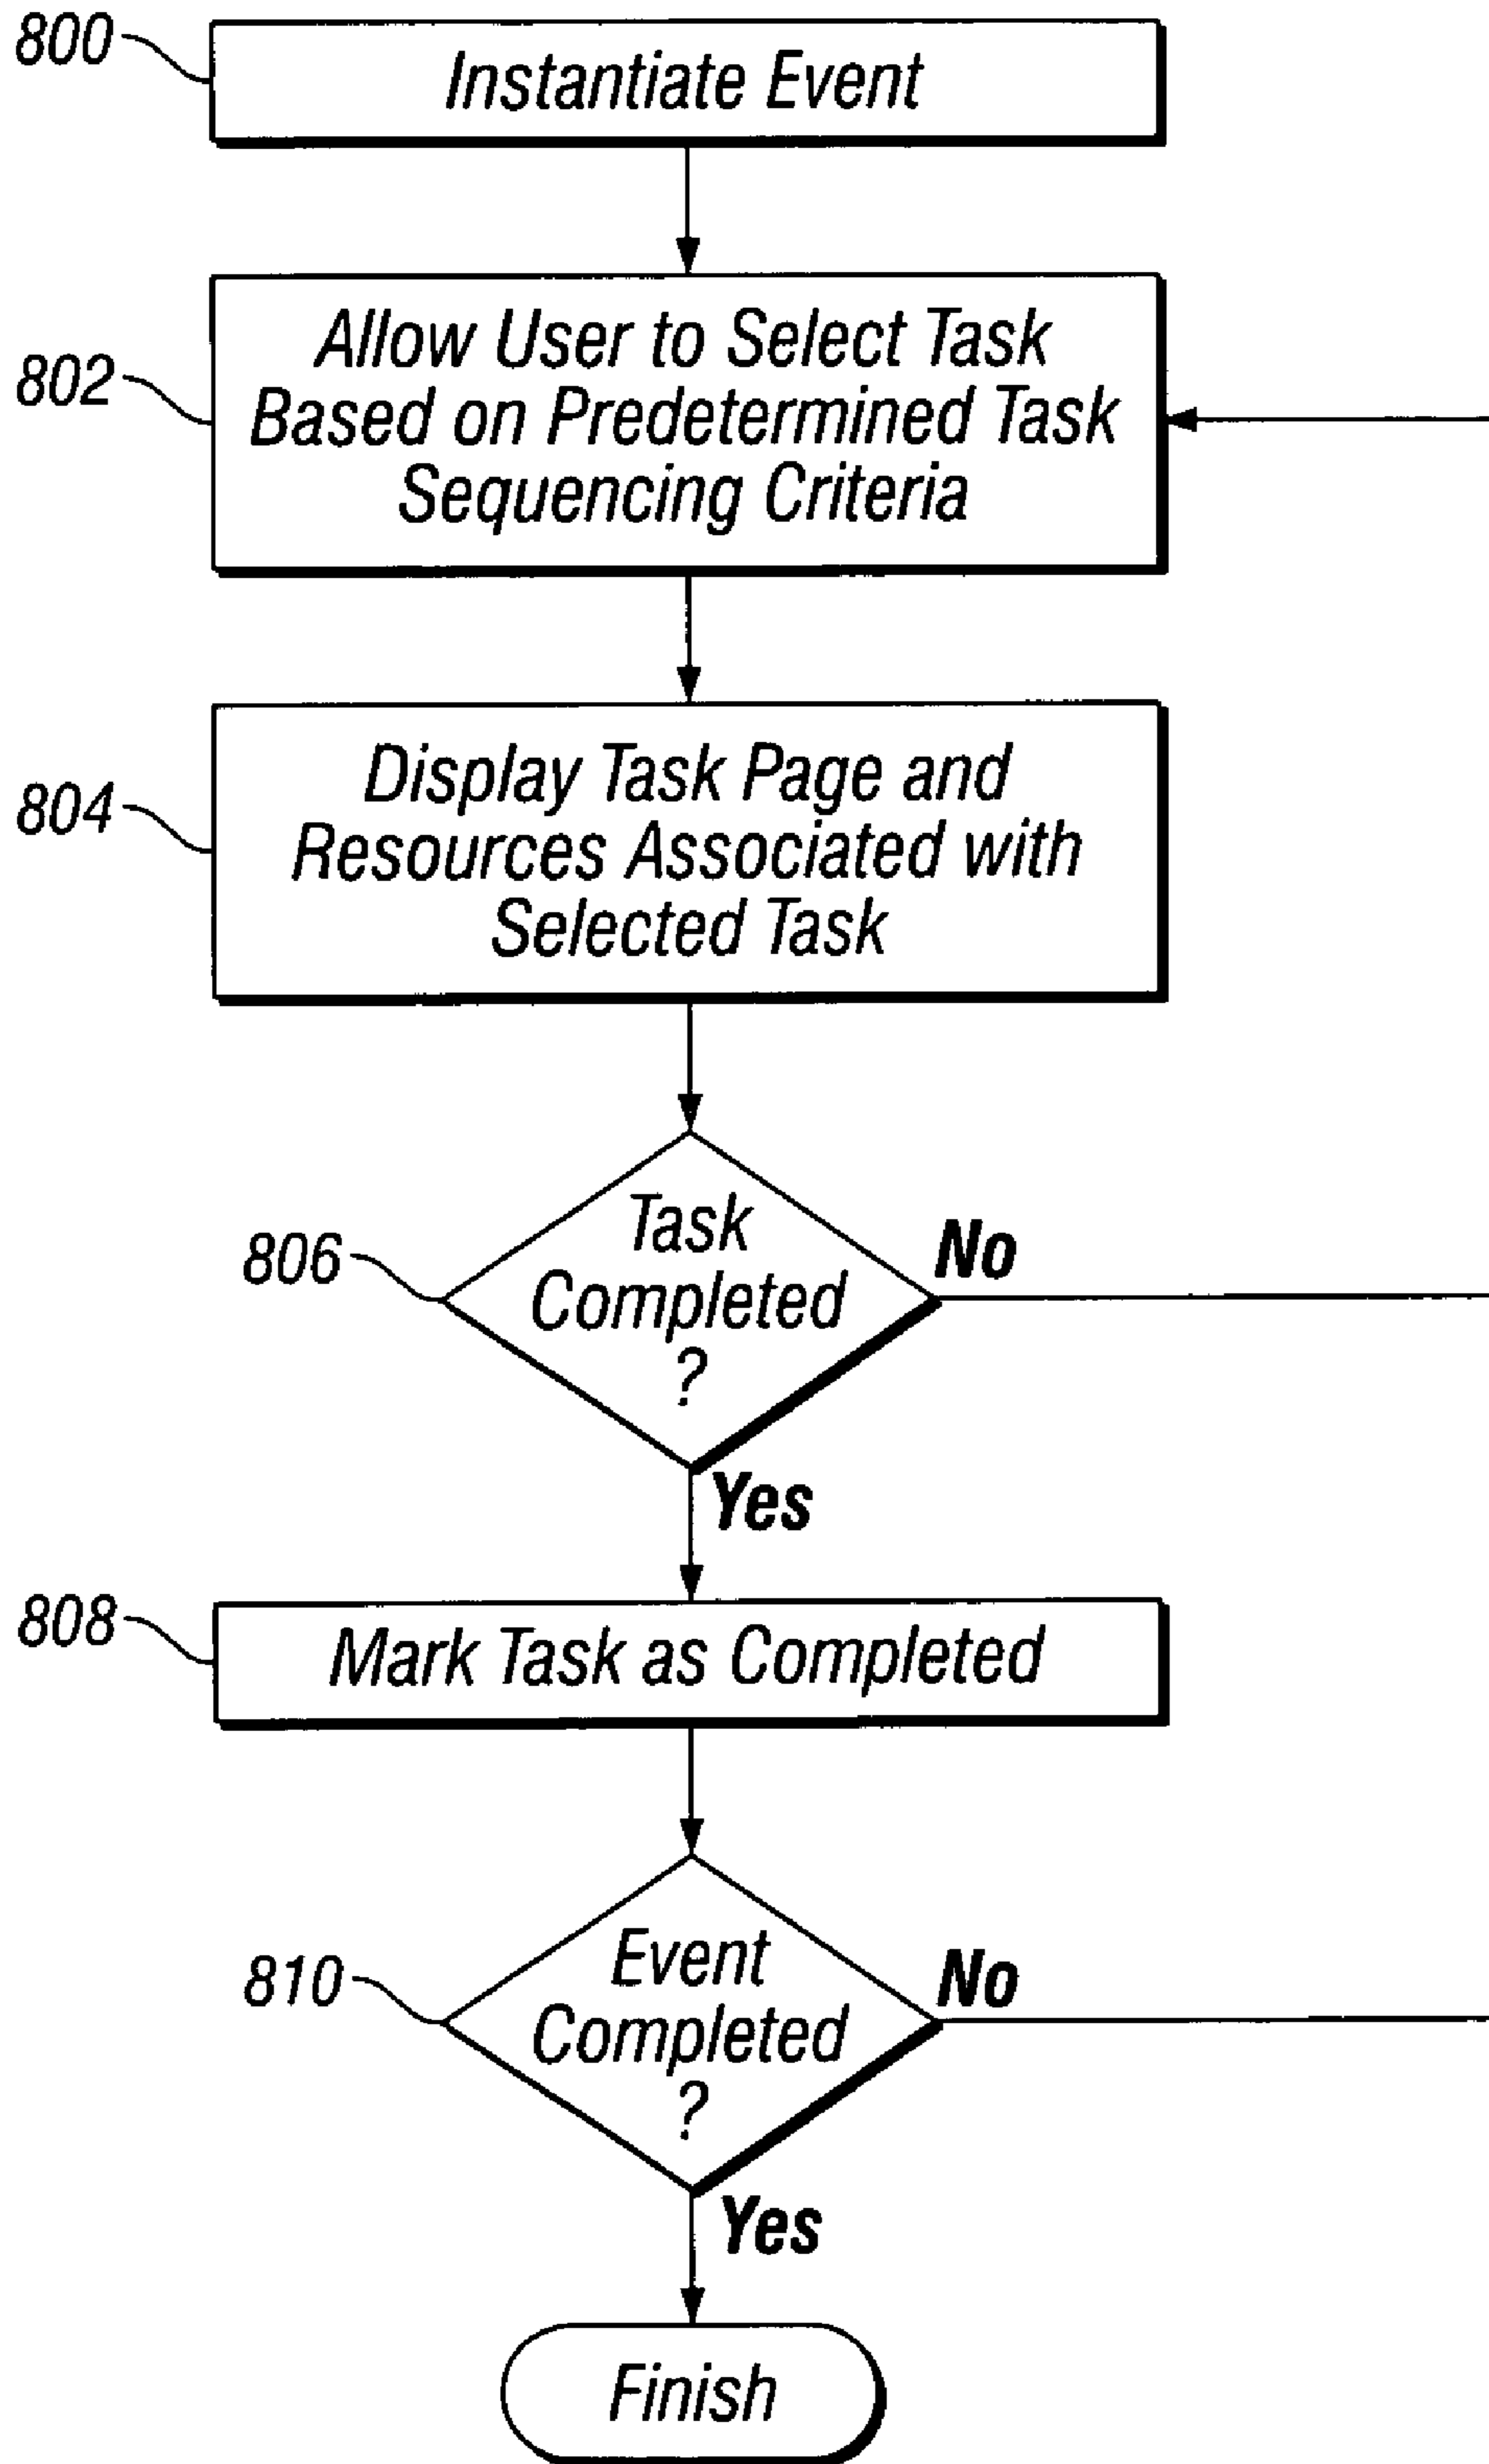 800
Instantiate Event
802
Allow User to Select Task
Based on Predetermined Task
Sequencing Criteria
804
Display Task Page and
Resources Associated with
Selected Task
806
Task
Completed
?
No
Yes
808
Mark Task as Completed
810
Event
Completed
?
No
Yes
Finish